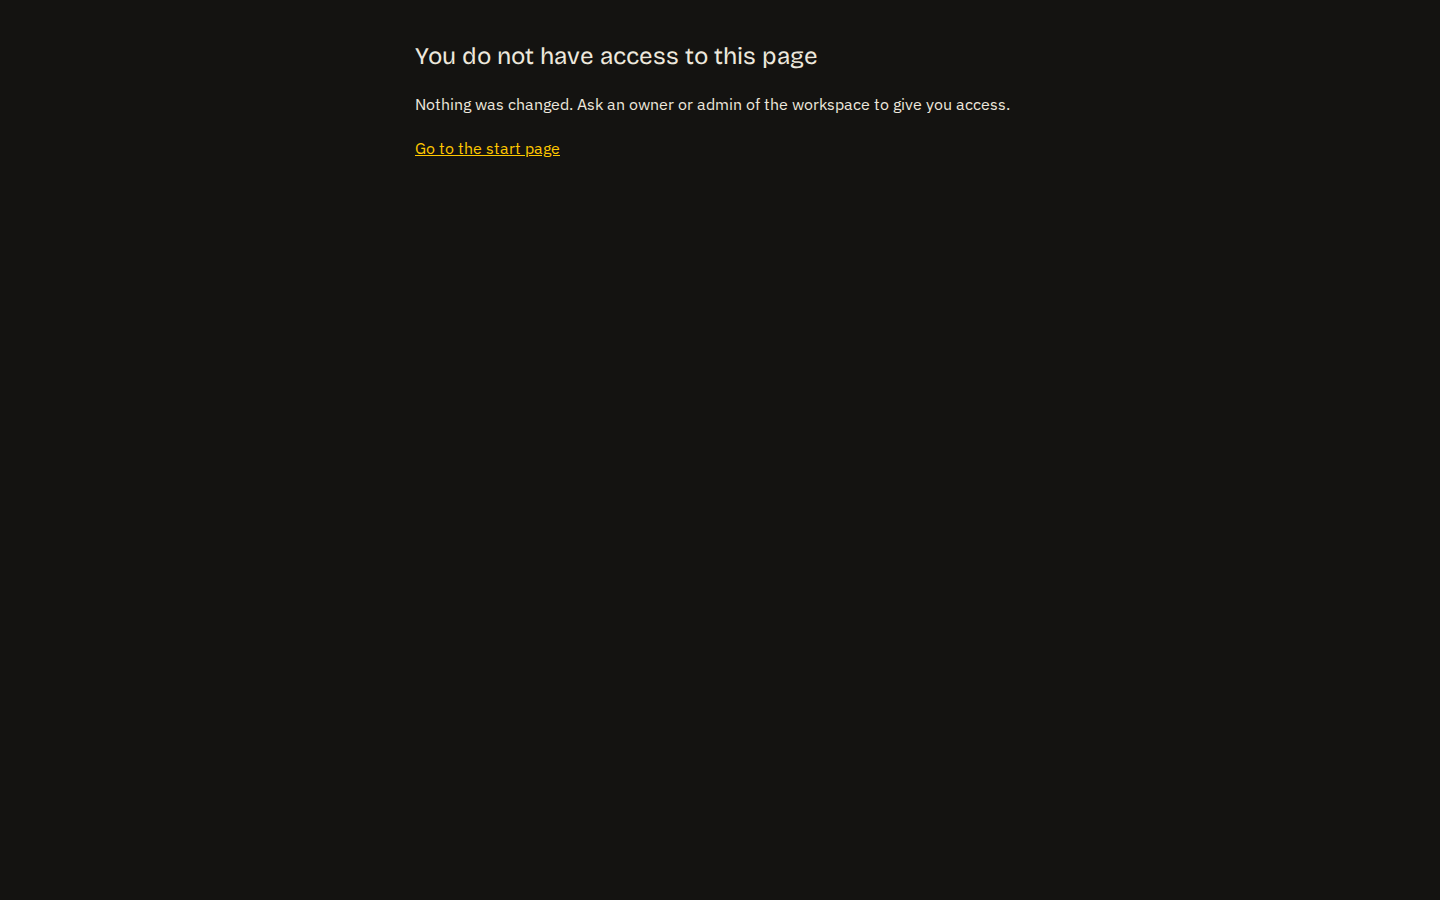 You do not have access to this page
Nothing was changed. Ask an owner or admin of the workspace to give you access.
Go to the start page